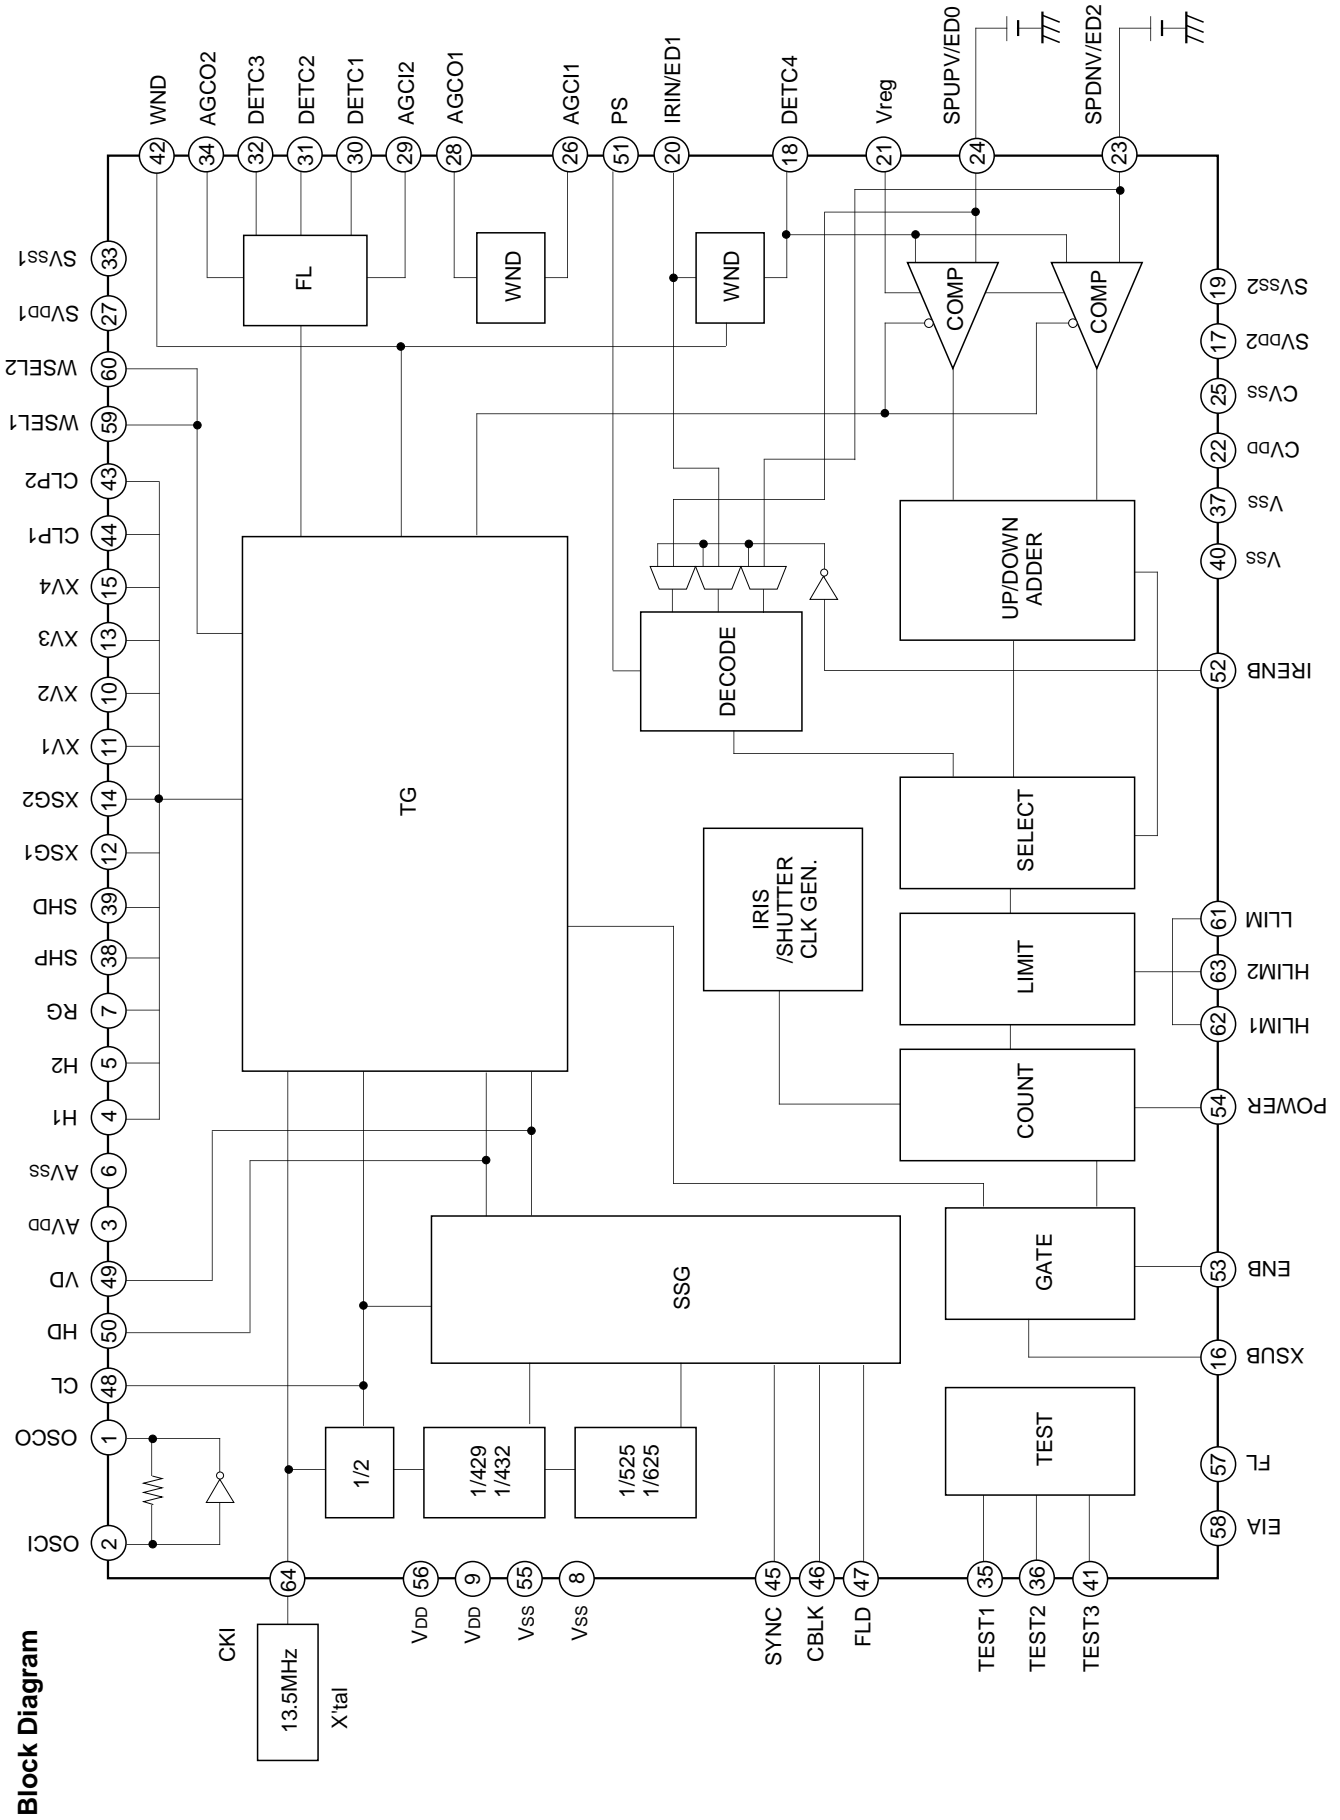 Block Diagram
13.5MHz
X'tal
CKI
64
VDD
56
VDD
9
VSS
55
VSS
8
SYNC
45
CBLK
46
FLD
47
TEST1
35
TEST2
36
TEST3
41
OSCI
2
OSCO
1
CL
48
HD
50
VD
49
AVDD
3
AVSS
6
H1
4
H2
5
RG
7
SHP
38
SHD
39
XSG1
12
XSG2
14
XV1
11
XV2
10
XV3
13
XV4
15
CLP1
44
CLP2
43
WSEL1
59
WSEL2
60
SVDD1
27
SVSS1
33
WND
42
AGCO2
34
DETC3
32
DETC2
31
DETC1
30
AGCI2
29
AGCO1
28
AGCI1
26
PS
51
IRIN/ED1
20
DETC4
18
Vreg
21
SPUPV/ED0
24
SPDNV/ED2
23
SVSS2
19
SVDD2
17
CVSS
25
CVDD
22
VSS
37
VSS
40
IRENB
52
LLIM
61
HLIM2
63
HLIM1
62
POWER
54
ENB
53
XSUB
16
FL
57
EIA
58
1/2
1/429
1/432
1/525
1/625
SSG
TG
FL
WND
WND
COMP
COMP
UP/DOWN
ADDER
DECODE
SELECT
IRIS
/SHUTTER
CLK GEN.
LIMIT
COUNT
GATE
TEST